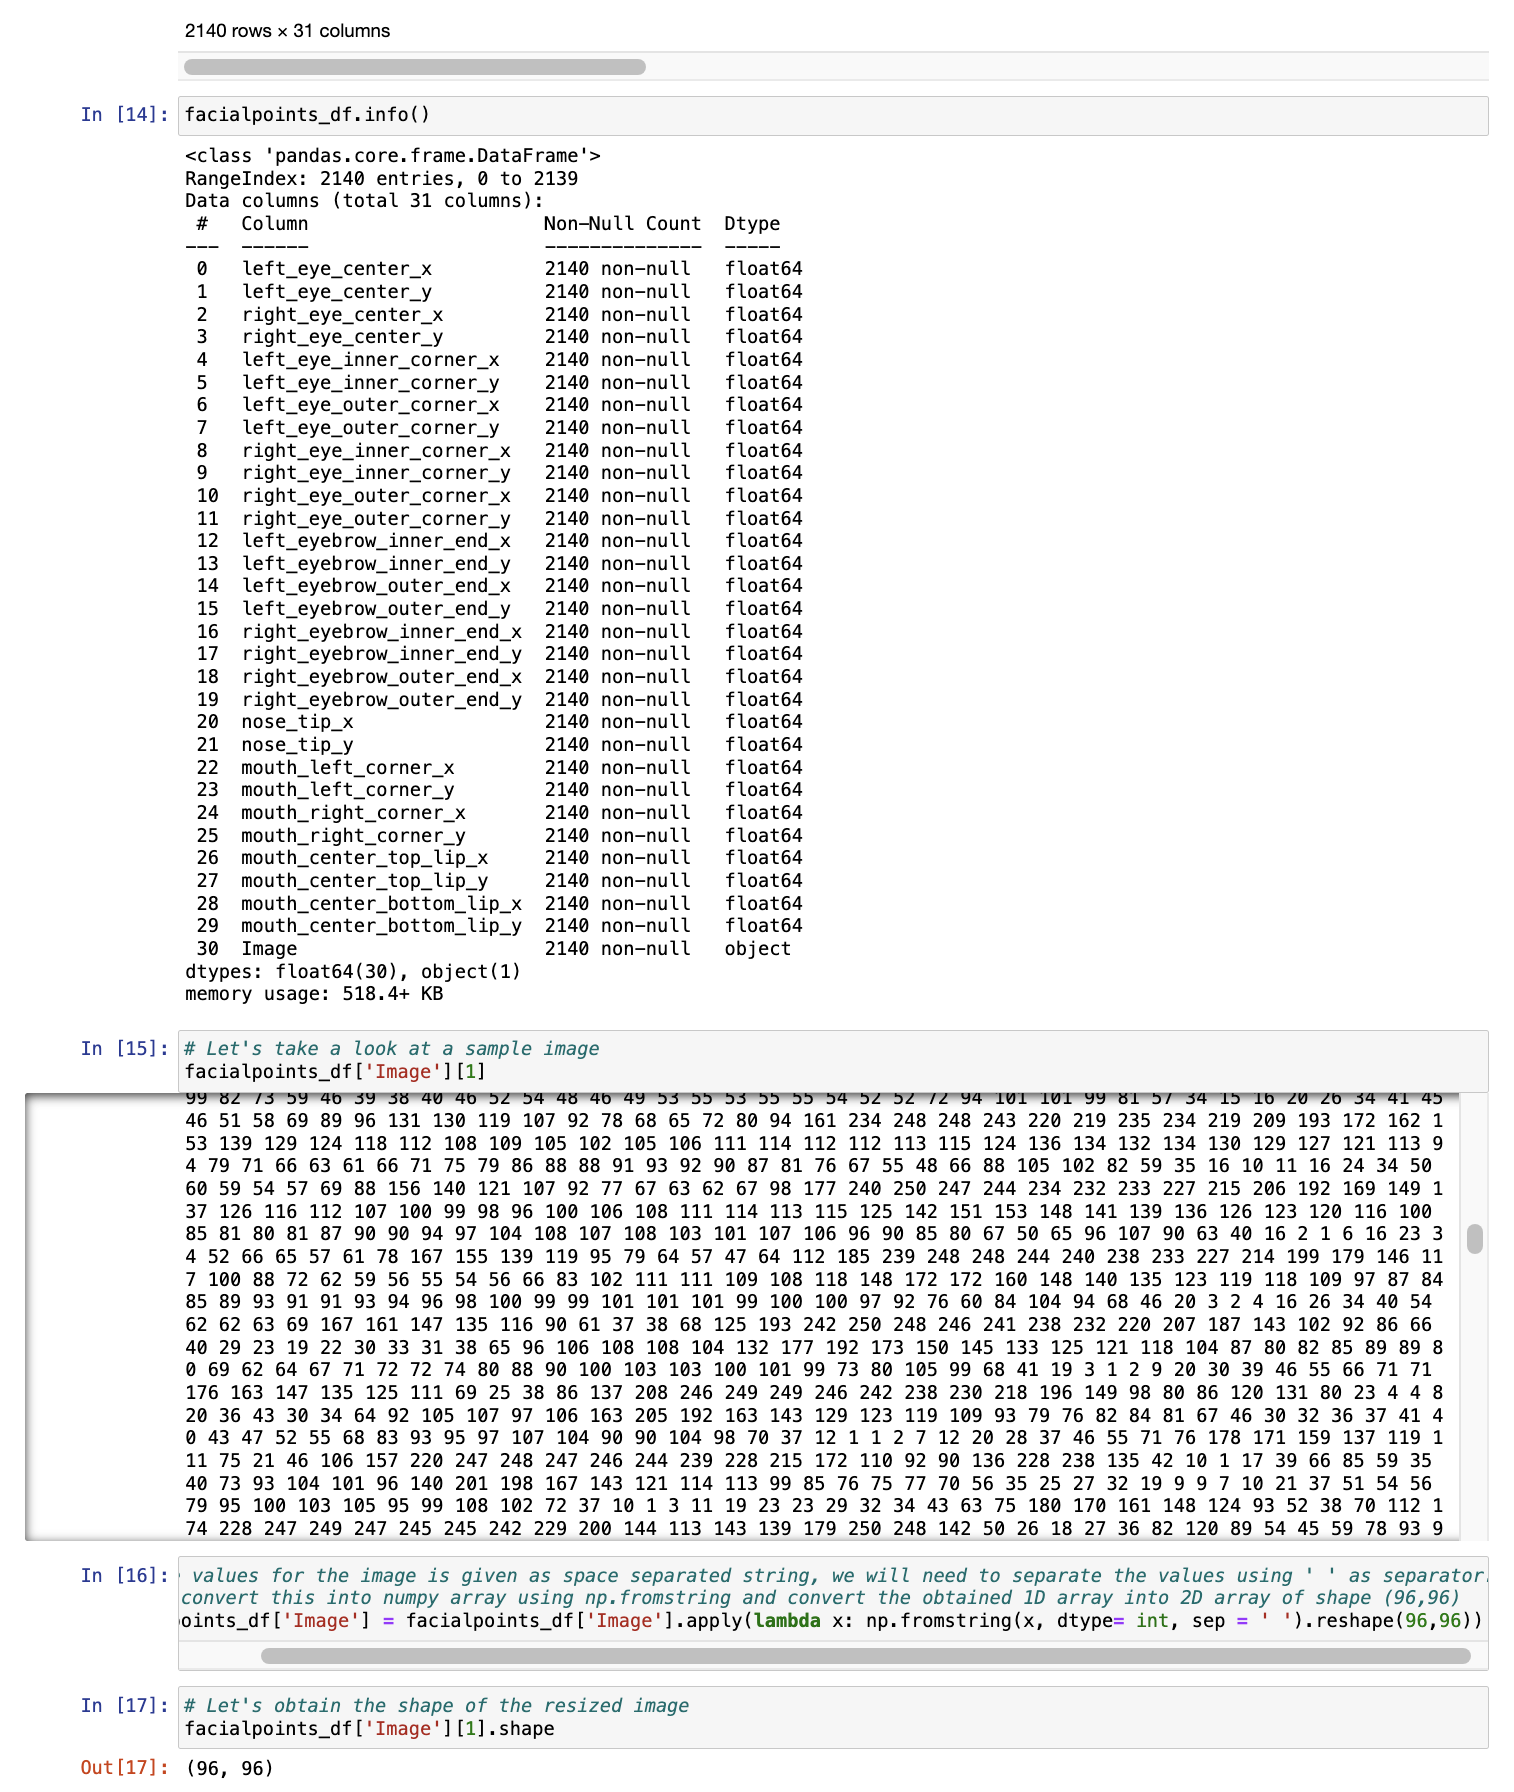 2140 rows × 31 columns
In [14]: facialpoints_df.info()
<class 'pandas.core.frame.DataFrame'>
RangeIndex: 2140 entries, 0 to 2139
Data columns (total 31 columns):
 #   Column                     Non-Null Count  Dtype
---  ------                     --------------  -----
 0   left_eye_center_x          2140 non-null   float64
 1   left_eye_center_y          2140 non-null   float64
 2   right_eye_center_x         2140 non-null   float64
 3   right_eye_center_y         2140 non-null   float64
 4   left_eye_inner_corner_x    2140 non-null   float64
 5   left_eye_inner_corner_y    2140 non-null   float64
 6   left_eye_outer_corner_x    2140 non-null   float64
 7   left_eye_outer_corner_y    2140 non-null   float64
 8   right_eye_inner_corner_x   2140 non-null   float64
 9   right_eye_inner_corner_y   2140 non-null   float64
 10  right_eye_outer_corner_x   2140 non-null   float64
 11  right_eye_outer_corner_y   2140 non-null   float64
 12  left_eyebrow_inner_end_x   2140 non-null   float64
 13  left_eyebrow_inner_end_y   2140 non-null   float64
 14  left_eyebrow_outer_end_x   2140 non-null   float64
 15  left_eyebrow_outer_end_y   2140 non-null   float64
 16  right_eyebrow_inner_end_x  2140 non-null   float64
 17  right_eyebrow_inner_end_y  2140 non-null   float64
 18  right_eyebrow_outer_end_x  2140 non-null   float64
 19  right_eyebrow_outer_end_y  2140 non-null   float64
 20  nose_tip_x                 2140 non-null   float64
 21  nose_tip_y                 2140 non-null   float64
 22  mouth_left_corner_x        2140 non-null   float64
 23  mouth_left_corner_y        2140 non-null   float64
 24  mouth_right_corner_x       2140 non-null   float64
 25  mouth_right_corner_y       2140 non-null   float64
 26  mouth_center_top_lip_x     2140 non-null   float64
 27  mouth_center_top_lip_y     2140 non-null   float64
 28  mouth_center_bottom_lip_x  2140 non-null   float64
 29  mouth_center_bottom_lip_y  2140 non-null   float64
 30  Image                      2140 non-null   object
dtypes: float64(30), object(1)
memory usage: 518.4+ KB
In [15]: # Let's take a look at a sample image
facialpoints_df['Image'][1]
99 82 73 59 46 39 38 40 46 52 54 48 46 49 53 55 53 55 55 54 52 52 72 94 101 101 99 81 57 34 15 16 20 26 34 41 45
46 51 58 69 89 96 131 130 119 107 92 78 68 65 72 80 94 161 234 248 248 243 220 219 235 234 219 209 193 172 162 1
53 139 129 124 118 112 108 109 105 102 105 106 111 114 112 112 113 115 124 136 134 132 134 130 129 127 121 113 9
4 79 71 66 63 61 66 71 75 79 86 88 88 91 93 92 90 87 81 76 67 55 48 66 88 105 102 82 59 35 16 10 11 16 24 34 50
60 59 54 57 69 88 156 140 121 107 92 77 67 63 62 67 98 177 240 250 247 244 234 232 233 227 215 206 192 169 149 1
37 126 116 112 107 100 99 98 96 100 106 108 111 114 113 115 125 142 151 153 148 141 139 136 126 123 120 116 100
85 81 80 81 87 90 90 94 97 104 108 107 108 103 101 107 106 96 90 85 80 67 50 65 96 107 90 63 40 16 2 1 6 16 23 3
4 52 66 65 57 61 78 167 155 139 119 95 79 64 57 47 64 112 185 239 248 248 244 240 238 233 227 214 199 179 146 11
7 100 88 72 62 59 56 55 54 56 66 83 102 111 111 109 108 118 148 172 172 160 148 140 135 123 119 118 109 97 87 84
85 89 93 91 91 93 94 96 98 100 99 99 101 101 101 99 100 100 97 92 76 60 84 104 94 68 46 20 3 2 4 16 26 34 40 54
62 62 63 69 167 161 147 135 116 90 61 37 38 68 125 193 242 250 248 246 241 238 232 220 207 187 143 102 92 86 66
40 29 23 19 22 30 33 31 38 65 96 106 108 108 104 132 177 192 173 150 145 133 125 121 118 104 87 80 82 85 89 89 8
0 69 62 64 67 71 72 72 74 80 88 90 100 103 103 100 101 99 73 80 105 99 68 41 19 3 1 2 9 20 30 39 46 55 66 71 71
176 163 147 135 125 111 69 25 38 86 137 208 246 249 249 246 242 238 230 218 196 149 98 80 86 120 131 80 23 4 4 8
20 36 43 30 34 64 92 105 107 97 106 163 205 192 163 143 129 123 119 109 93 79 76 82 84 81 67 46 30 32 36 37 41 4
0 43 47 52 55 68 83 93 95 97 107 104 90 90 104 98 70 37 12 1 1 2 7 12 20 28 37 46 55 71 76 178 171 159 137 119 1
11 75 21 46 106 157 220 247 248 247 246 244 239 228 215 172 110 92 90 136 228 238 135 42 10 1 17 39 66 85 59 35
40 73 93 104 101 96 140 201 198 167 143 121 114 113 99 85 76 75 77 70 56 35 25 27 32 19 9 9 7 10 21 37 51 54 56
79 95 100 103 105 95 99 108 102 72 37 10 1 3 11 19 23 23 29 32 34 43 63 75 180 170 161 148 124 93 52 38 70 112 1
74 228 247 249 247 245 245 242 229 200 144 113 143 139 179 250 248 142 50 26 18 27 36 82 120 89 54 45 59 78 93 9
In [16]: values for the image is given as space separated string, we will need to separate the values using ' ' as separator.
convert this into numpy array using np.fromstring and convert the obtained 1D array into 2D array of shape (96,96)
points_df['Image'] = facialpoints_df['Image'].apply(lambda x: np.fromstring(x, dtype= int, sep = ' ').reshape(96,96))
In [17]: # Let's obtain the shape of the resized image
facialpoints_df['Image'][1].shape
Out[17]: (96, 96)